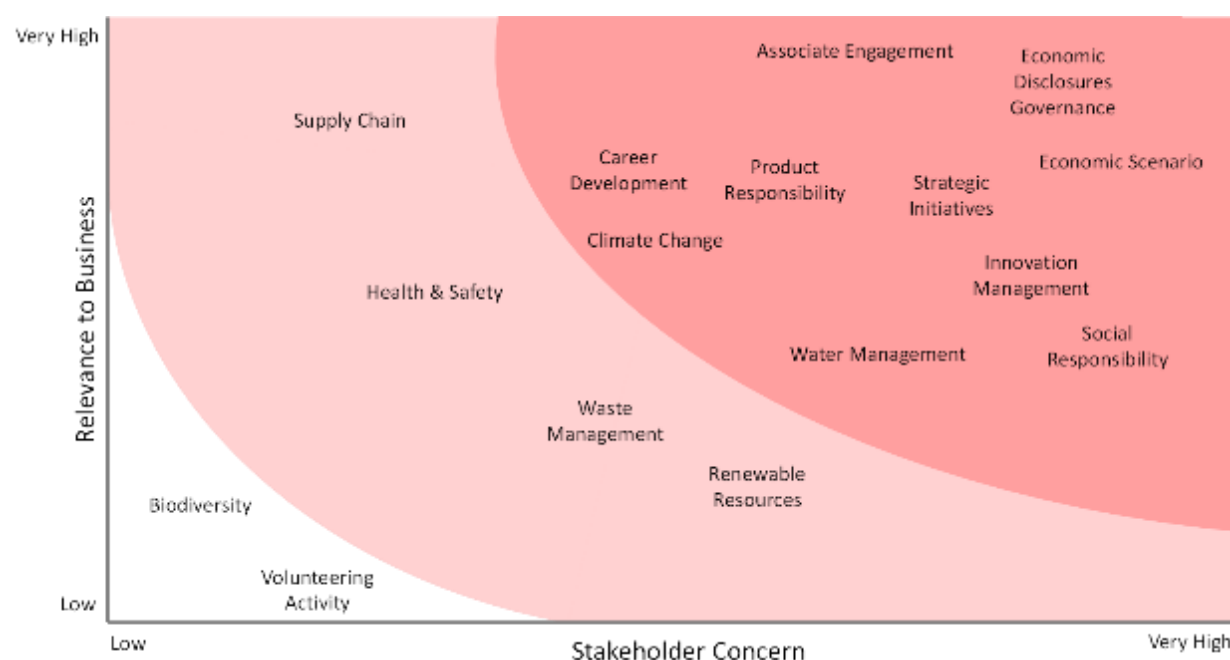 Very High
Associate Engagement
Economic
Disclosures
Governance
Supply Chain
Career
Development
Product
Responsibility
Strategic
Initiatives
Economic Scenario
Climate Change
Innovation
Management
Health & Safety
Relevance to Business
Water Management
Social
Responsibility
Waste
Management
Renewable
Resources
Biodiversity
Volunteering
Activity
Low
Low
Stakeholder Concern
Very High